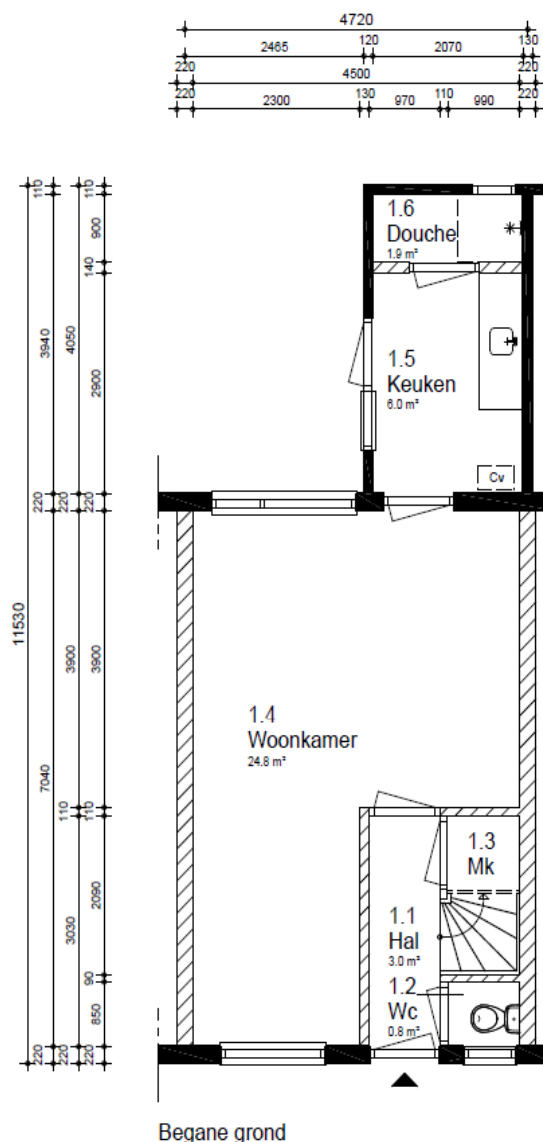 4720
2465 120 2070 130
220 4500 220
220 2300 130 970 110 990 220
110 110 110
900
1.6
Douche
1.9 m²
140
3940 4050
2900
1.5
Keuken
6.0 m²
Cv
220 220 220
11530
3900 3900
1.4
Woonkamer
24.8 m²
7040
110 110
1.3
Mk
2090
3030
1.1
Hal
3.0 m²
90
1.2
Wc
0.8 m²
850
220 220 220
Begane grond